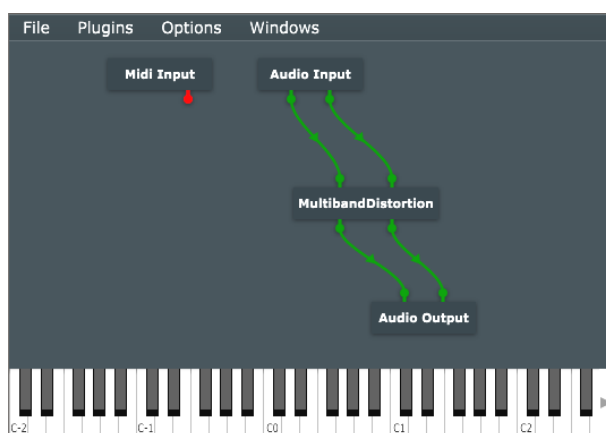 File Plugins Options Windows
Midi Input Audio Input
MultibandDistortion
Audio Output
C-2 C-1 C0 C1 C2